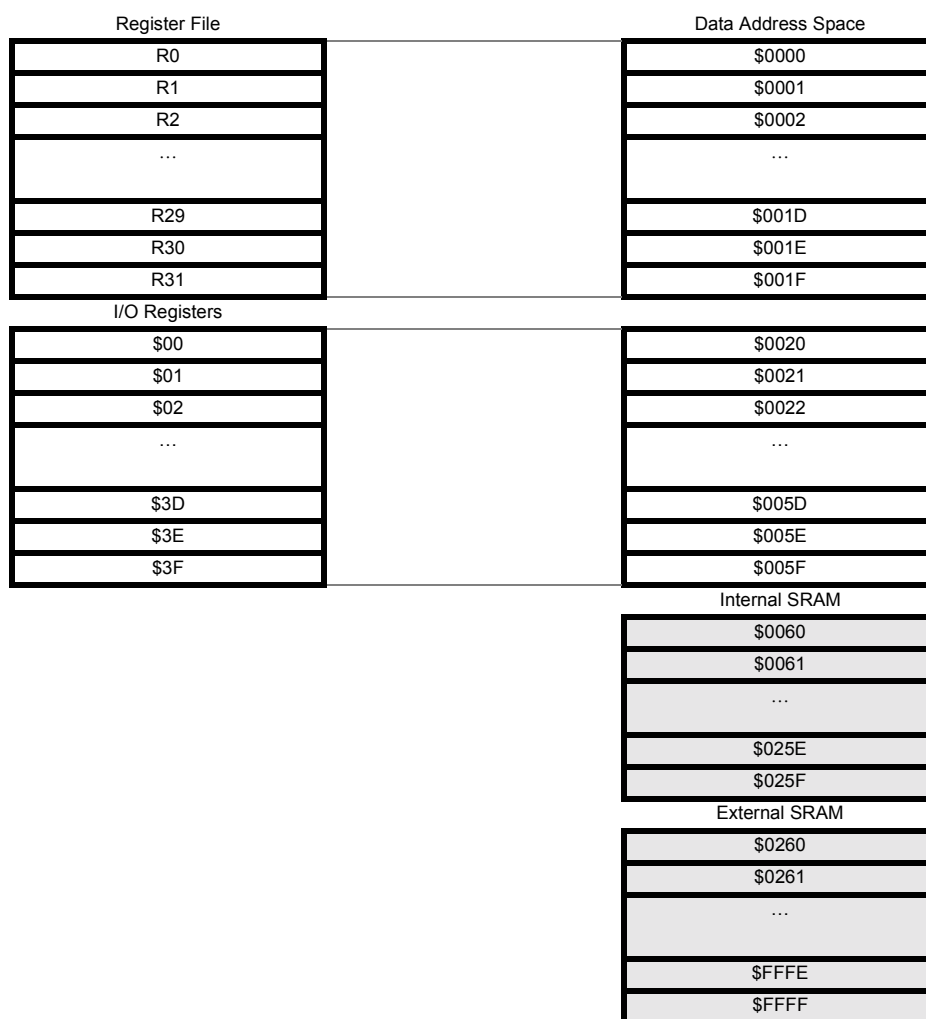 Register File Data Address Space
R0 $0000
R1 $0001
R2 $0002
… …
R29 $001D
R30 $001E
R31 $001F
I/O Registers
$00 $0020
$01 $0021
$02 $0022
… …
$3D $005D
$3E $005E
$3F $005F
Internal SRAM
$0060
$0061
…
$025E
$025F
External SRAM
$0260
$0261
…
$FFFE
$FFFF